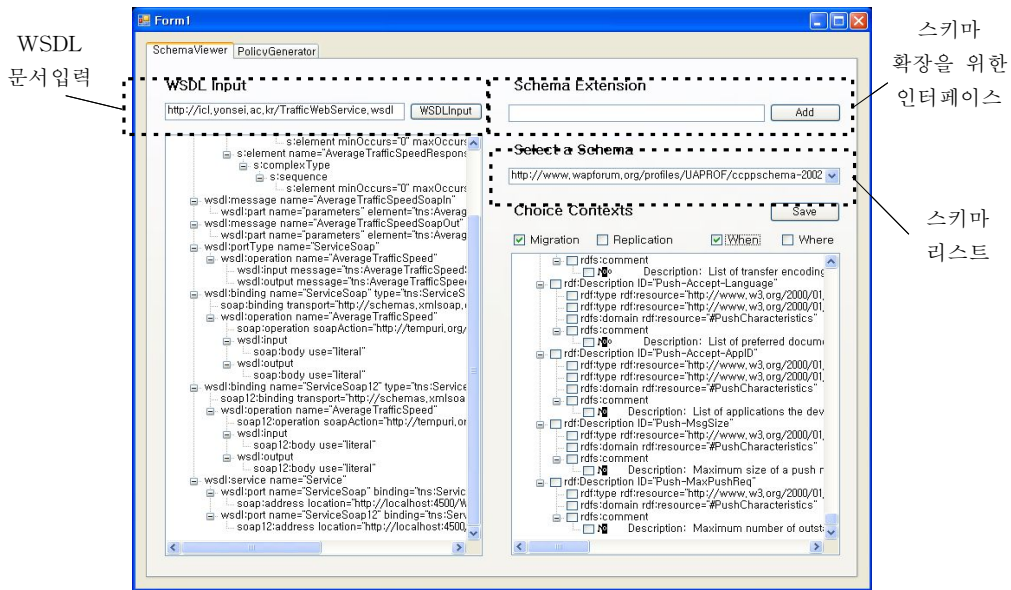 Form1
WSDL
문서입력
스키마
확장을 위한
인터페이스
스키마
리스트
SchemaViewer PolicyGenerator
WSDL Input
http://icl,yonsei,ac,kr/TrafficWebService,wsdl WSDLInput
s:element minOccurs="0" maxOccurs
s:element name="AverageTrafficSpeedRespons
s:complexType
s:sequence
s:element minOccurs="0" maxOccurs
wsdl:message name="AverageTrafficSpeedSoapIn"
wsdl:part name="parameters" element="tns:Averag
wsdl:message name="AverageTrafficSpeedSoapOut"
wsdl:part name="parameters" element="tns:Averag
wsdl:portType name="ServiceSoap"
wsdl:operation name="AverageTrafficSpeed"
wsdl:input message="tns:AverageTrafficSpeed
wsdl:output message="tns:AverageTrafficSpee
wsdl:binding name="ServiceSoap" type="tns:ServiceS
soap:binding transport="http://schemas,xmlsoap,
wsdl:operation name="AverageTrafficSpeed"
soap:operation soapAction="http://tempuri,org/
wsdl:input
soap:body use="literal"
wsdl:output
soap:body use="literal"
wsdl:binding name="ServiceSoap12" type="tns:Service
soap12:binding transport="http://schemas,xmlsoa
wsdl:operation name="AverageTrafficSpeed"
soap12:operation soapAction="http://tempuri,or
wsdl:input
soap12:body use="literal"
wsdl:output
soap12:body use="literal"
wsdl:service name="Service"
wsdl:port name="ServiceSoap" binding="tns:Servic
soap:address location="http://localhost:4500/W
wsdl:port name="ServiceSoap12" binding="tns:Serv
soap12:address location="http://localhost:4500,
Schema Extension
Add
Select a Schema
http://www,wapforum,org/profiles/UAPROF/ccppschema-2002
Choice Contexts Save
Migration Replication When Where
rdfs:comment
Description: List of transfer encoding
rdf:Description ID="Push-Accept-Language"
rdf:type rdf:resource="http://www,w3,org/2000/01,
rdf:type rdf:resource="http://www,w3,org/2000/01,
rdfs:domain rdf:resource="#PushCharacteristics"
rdfs:comment
Description: List of preferred docume
rdf:Description ID="Push-Accept-AppID"
rdf:type rdf:resource="http://www,w3,org/2000/01,
rdf:type rdf:resource="http://www,w3,org/2000/01,
rdfs:domain rdf:resource="#PushCharacteristics"
rdfs:comment
Description: List of applications the dev
rdf:Description ID="Push-MsgSize"
rdf:type rdf:resource="http://www,w3,org/2000/01,
rdfs:domain rdf:resource="#PushCharacteristics"
rdfs:comment
Description: Maximum size of a push m
rdf:Description ID="Push-MaxPushReq"
rdf:type rdf:resource="http://www,w3,org/2000/01,
rdfs:domain rdf:resource="#PushCharacteristics"
rdfs:comment
Description: Maximum number of outst